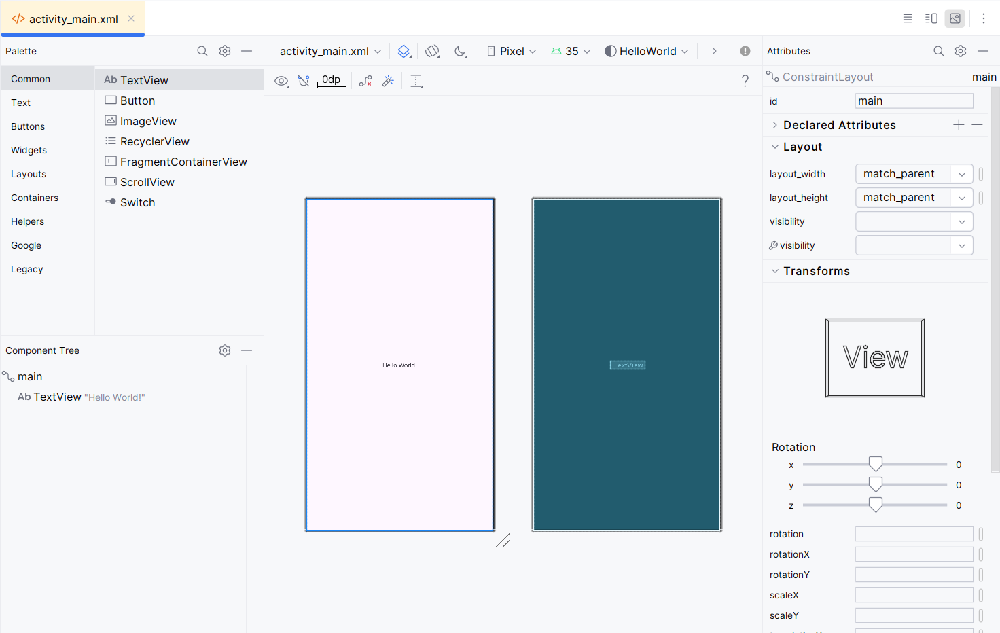 activity_main.xml
Palette
Common
Text
Buttons
Widgets
Layouts
Containers
Helpers
Google
Legacy
Ab TextView
Button
ImageView
RecyclerView
FragmentContainerView
ScrollView
Switch
Component Tree
main
Ab TextView "Hello World!"
activity_main.xml
Pixel
35
HelloWorld
0dp
?
Hello World!
TextView
Attributes
ConstraintLayout main
id main
Declared Attributes
Layout
layout_width match_parent
layout_height match_parent
visibility
visibility
Transforms
View
Rotation
x 0
y 0
z 0
rotation
rotationX
rotationY
scaleX
scaleY